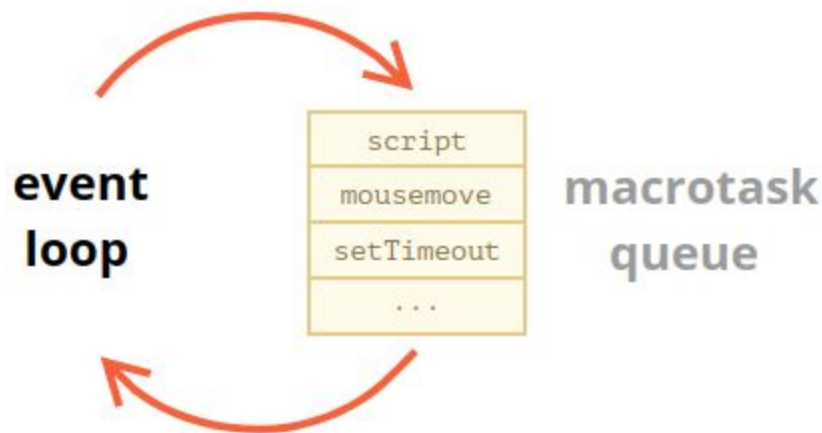 event
loop
script
mousemove
setTimeout
...
macrotask
queue